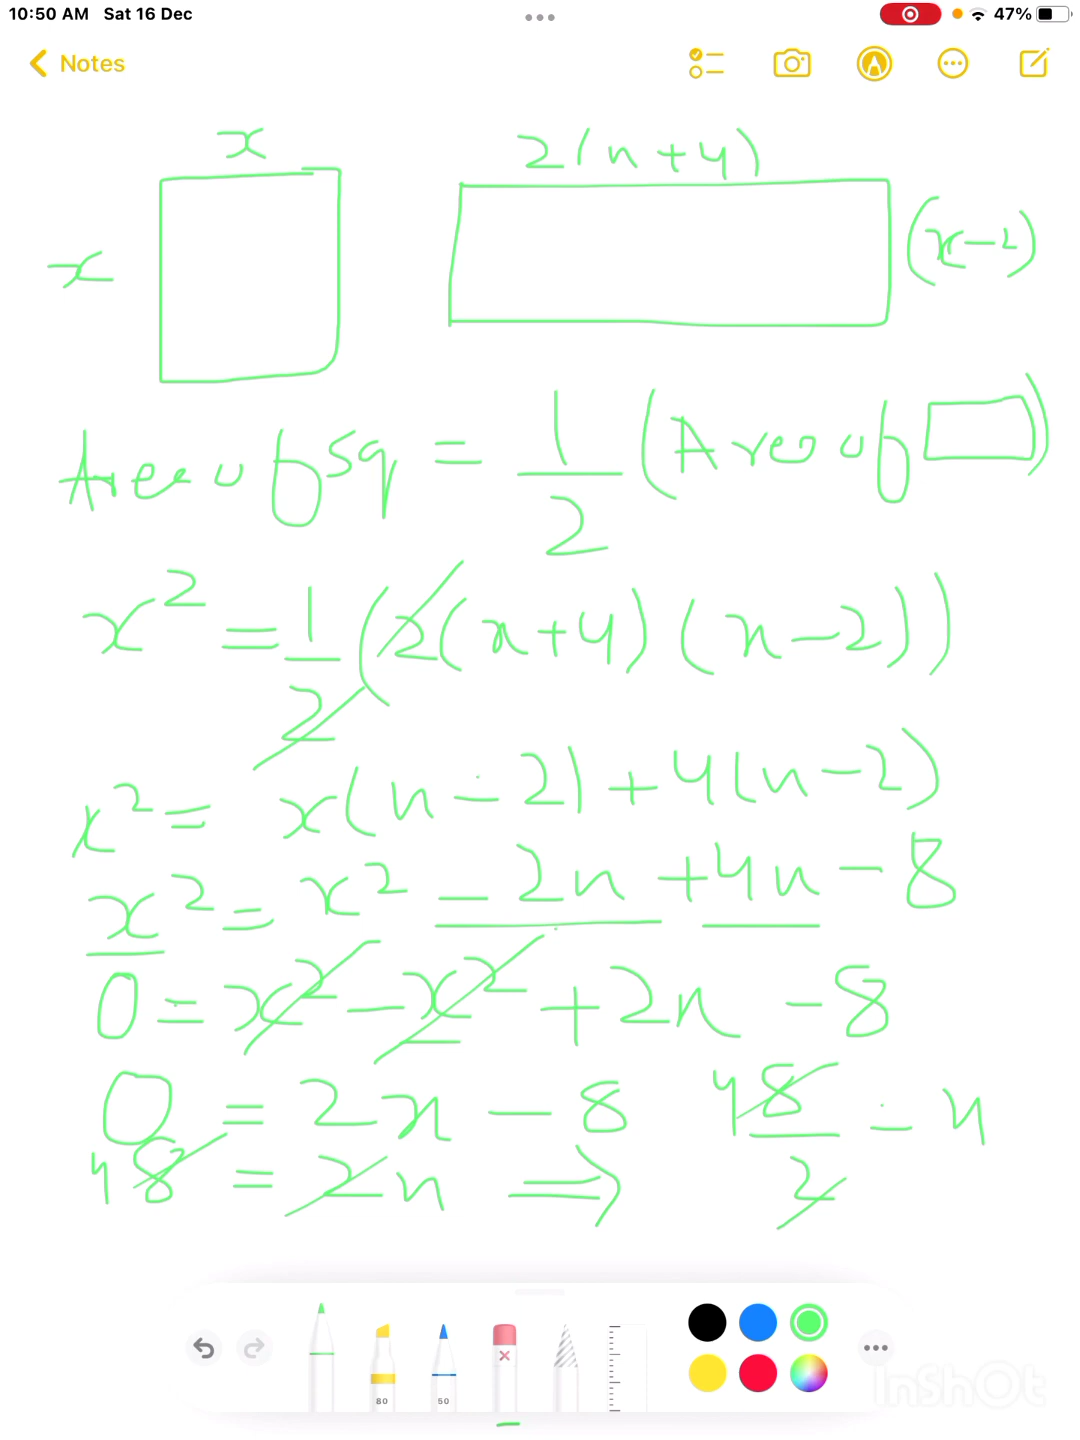 10:50 AM Sat 16 Dec
47%
Notes
x
2(x+4)
x
(x-2)
Area of sq = 1/2 (Area of ▭)
x² = 1/2 (2(x+4)(x-2))
x² = x(x-2)+4(x-2)
x² = x² - 2x + 4x - 8
0 = x² - x² + 2x - 8
0 = 2x - 8
4 8 = 2x ⇒ 4 8/2 = x
80
50
InShOt